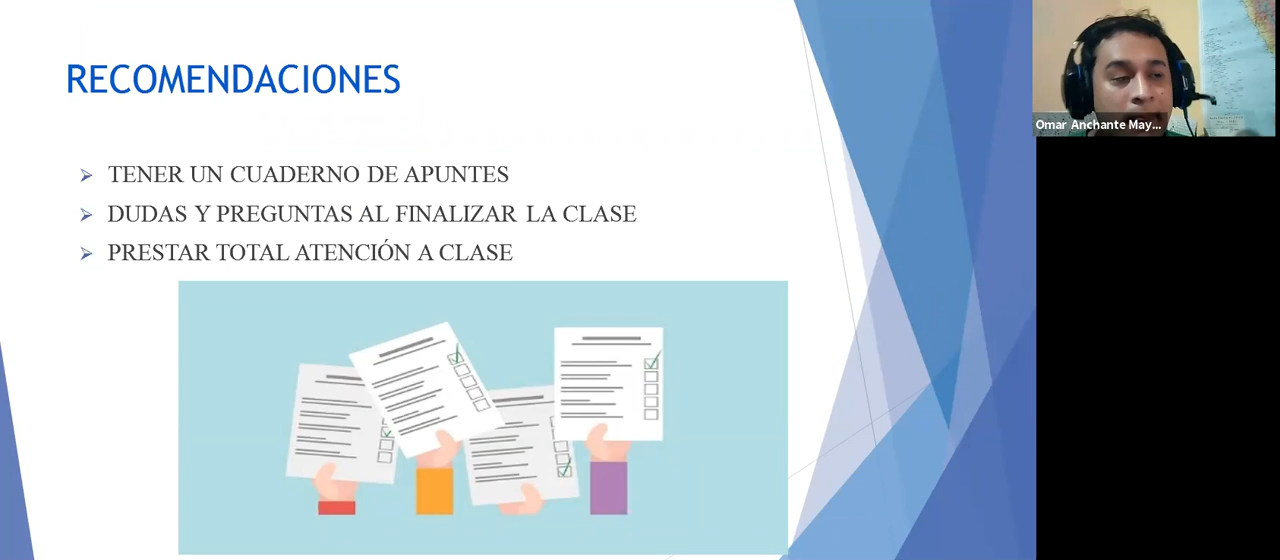 RECOMENDACIONES
TENER UN CUADERNO DE APUNTES
DUDAS Y PREGUNTAS AL FINALIZAR LA CLASE
PRESTAR TOTAL ATENCIÓN A CLASE
Omar Anchante May...